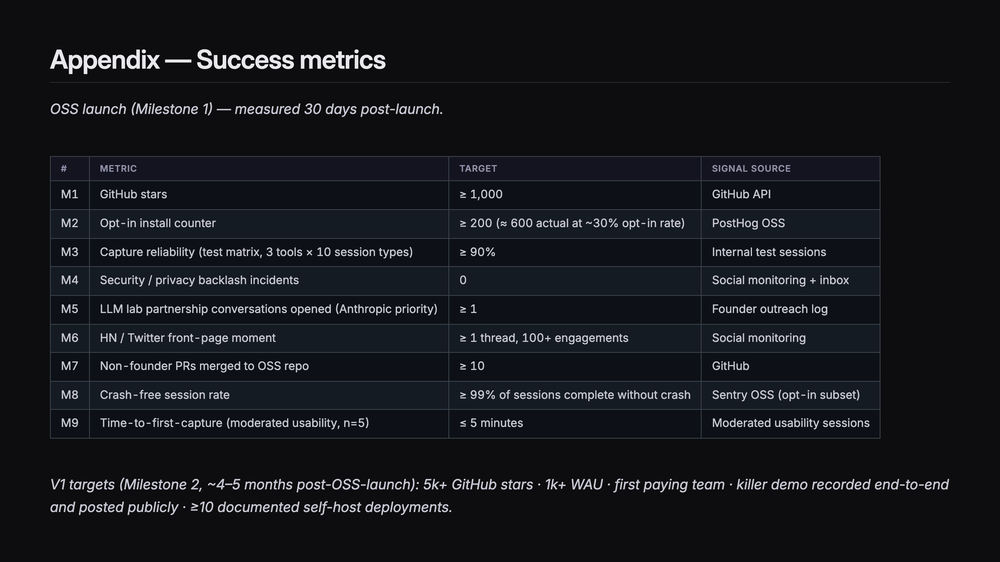 Appendix — Success metrics
OSS launch (Milestone 1) — measured 30 days post-launch.
# METRIC TARGET SIGNAL SOURCE
M1 GitHub stars ≥ 1,000 GitHub API
M2 Opt-in install counter ≥ 200 (≈ 600 actual at ~30% opt-in rate) PostHog OSS
M3 Capture reliability (test matrix, 3 tools × 10 session types) ≥ 90% Internal test sessions
M4 Security / privacy backlash incidents 0 Social monitoring + inbox
M5 LLM lab partnership conversations opened (Anthropic priority) ≥ 1 Founder outreach log
M6 HN / Twitter front-page moment ≥ 1 thread, 100+ engagements Social monitoring
M7 Non-founder PRs merged to OSS repo ≥ 10 GitHub
M8 Crash-free session rate ≥ 99% of sessions complete without crash Sentry OSS (opt-in subset)
M9 Time-to-first-capture (moderated usability, n=5) ≤ 5 minutes Moderated usability sessions
V1 targets (Milestone 2, ~4–5 months post-OSS-launch): 5k+ GitHub stars · 1k+ WAU · first paying team · killer demo recorded end-to-end
and posted publicly · ≥10 documented self-host deployments.